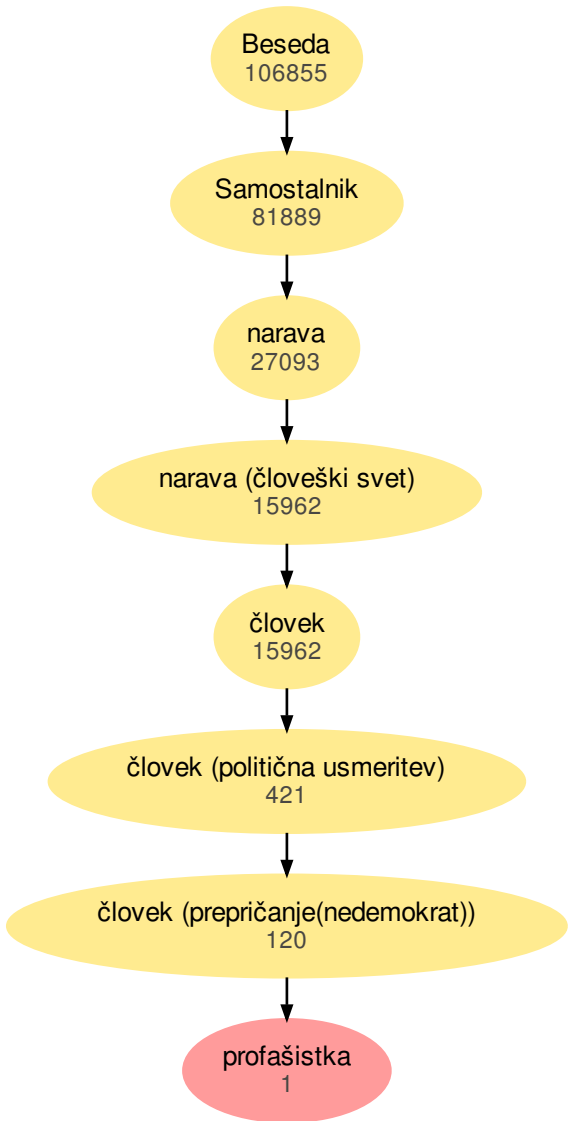 Beseda
106855
Samostalnik
81889
narava
27093
narava (človeški svet)
15962
človek
15962
človek (politična usmeritev)
421
človek (prepričanje(nedemokrat))
120
profašistka
1